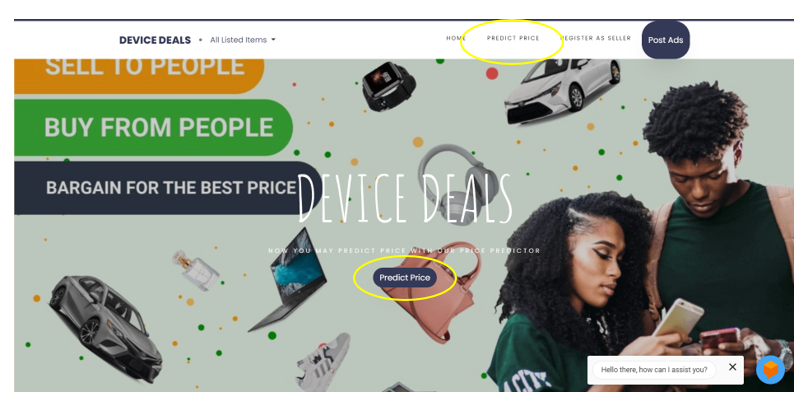 DEVICE DEALS • All Listed Items
HOME PREDICT PRICE REGISTER AS SELLER Post Ads
SELL TO PEOPLE
BUY FROM PEOPLE
BARGAIN FOR THE BEST PRICE
DEVICE DEALS
NOW YOU MAY PREDICT PRICE WITH OUR PRICE PREDICTOR
Predict Price
Hello there, how can I assist you?